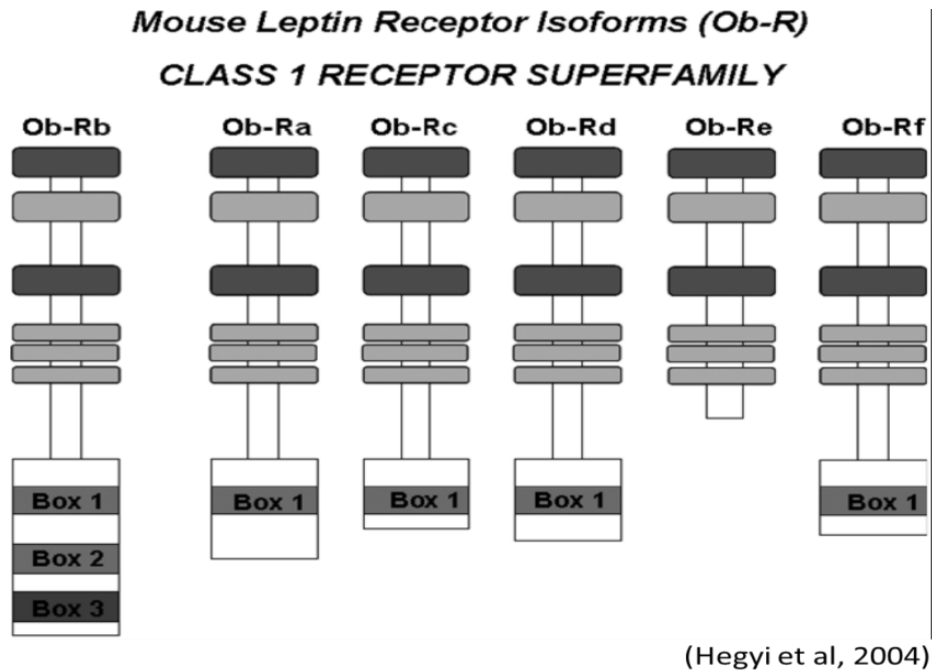 Mouse Leptin Receptor Isoforms (Ob-R)
CLASS 1 RECEPTOR SUPERFAMILY
Ob-Rb Ob-Ra Ob-Rc Ob-Rd Ob-Re Ob-Rf
Box 1 Box 1 Box 1 Box 1 Box 1
Box 2
Box 3
(Hegyi et al, 2004)